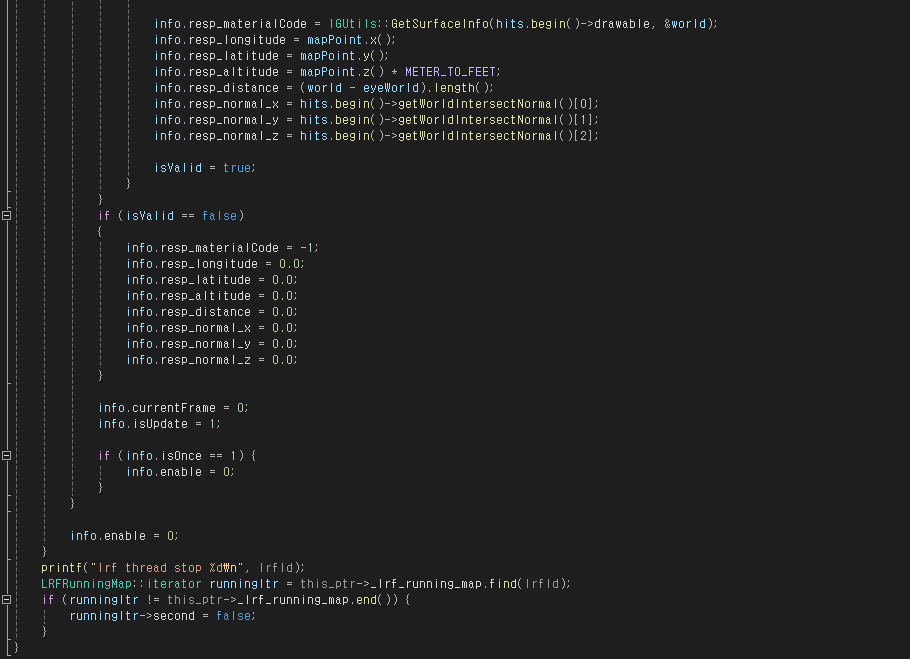 info.resp_materialCode = IGUtils::GetSurfaceInfo(hits.begin()->drawable, &world);
info.resp_longitude = mapPoint.x();
info.resp_latitude = mapPoint.y();
info.resp_altitude = mapPoint.z() * METER_TO_FEET;
info.resp_distance = (world - eyeWorld).length();
info.resp_normal_x = hits.begin()->getWorldIntersectNormal()[0];
info.resp_normal_y = hits.begin()->getWorldIntersectNormal()[1];
info.resp_normal_z = hits.begin()->getWorldIntersectNormal()[2];
isValid = true;
}
}
if (isValid == false)
{
info.resp_materialCode = -1;
info.resp_longitude = 0.0;
info.resp_latitude = 0.0;
info.resp_altitude = 0.0;
info.resp_distance = 0.0;
info.resp_normal_x = 0.0;
info.resp_normal_y = 0.0;
info.resp_normal_z = 0.0;
}
info.currentFrame = 0;
info.isUpdate = 1;
if (info.isOnce == 1) {
info.enable = 0;
}
}
info.enable = 0;
}
printf("lrf thread stop %d₩n", lrfId);
LRFRunningMap::iterator runningItr = this_ptr->_lrf_running_map.find(lrfId);
if (runningItr != this_ptr->_lrf_running_map.end()) {
runningItr->second = false;
}
}